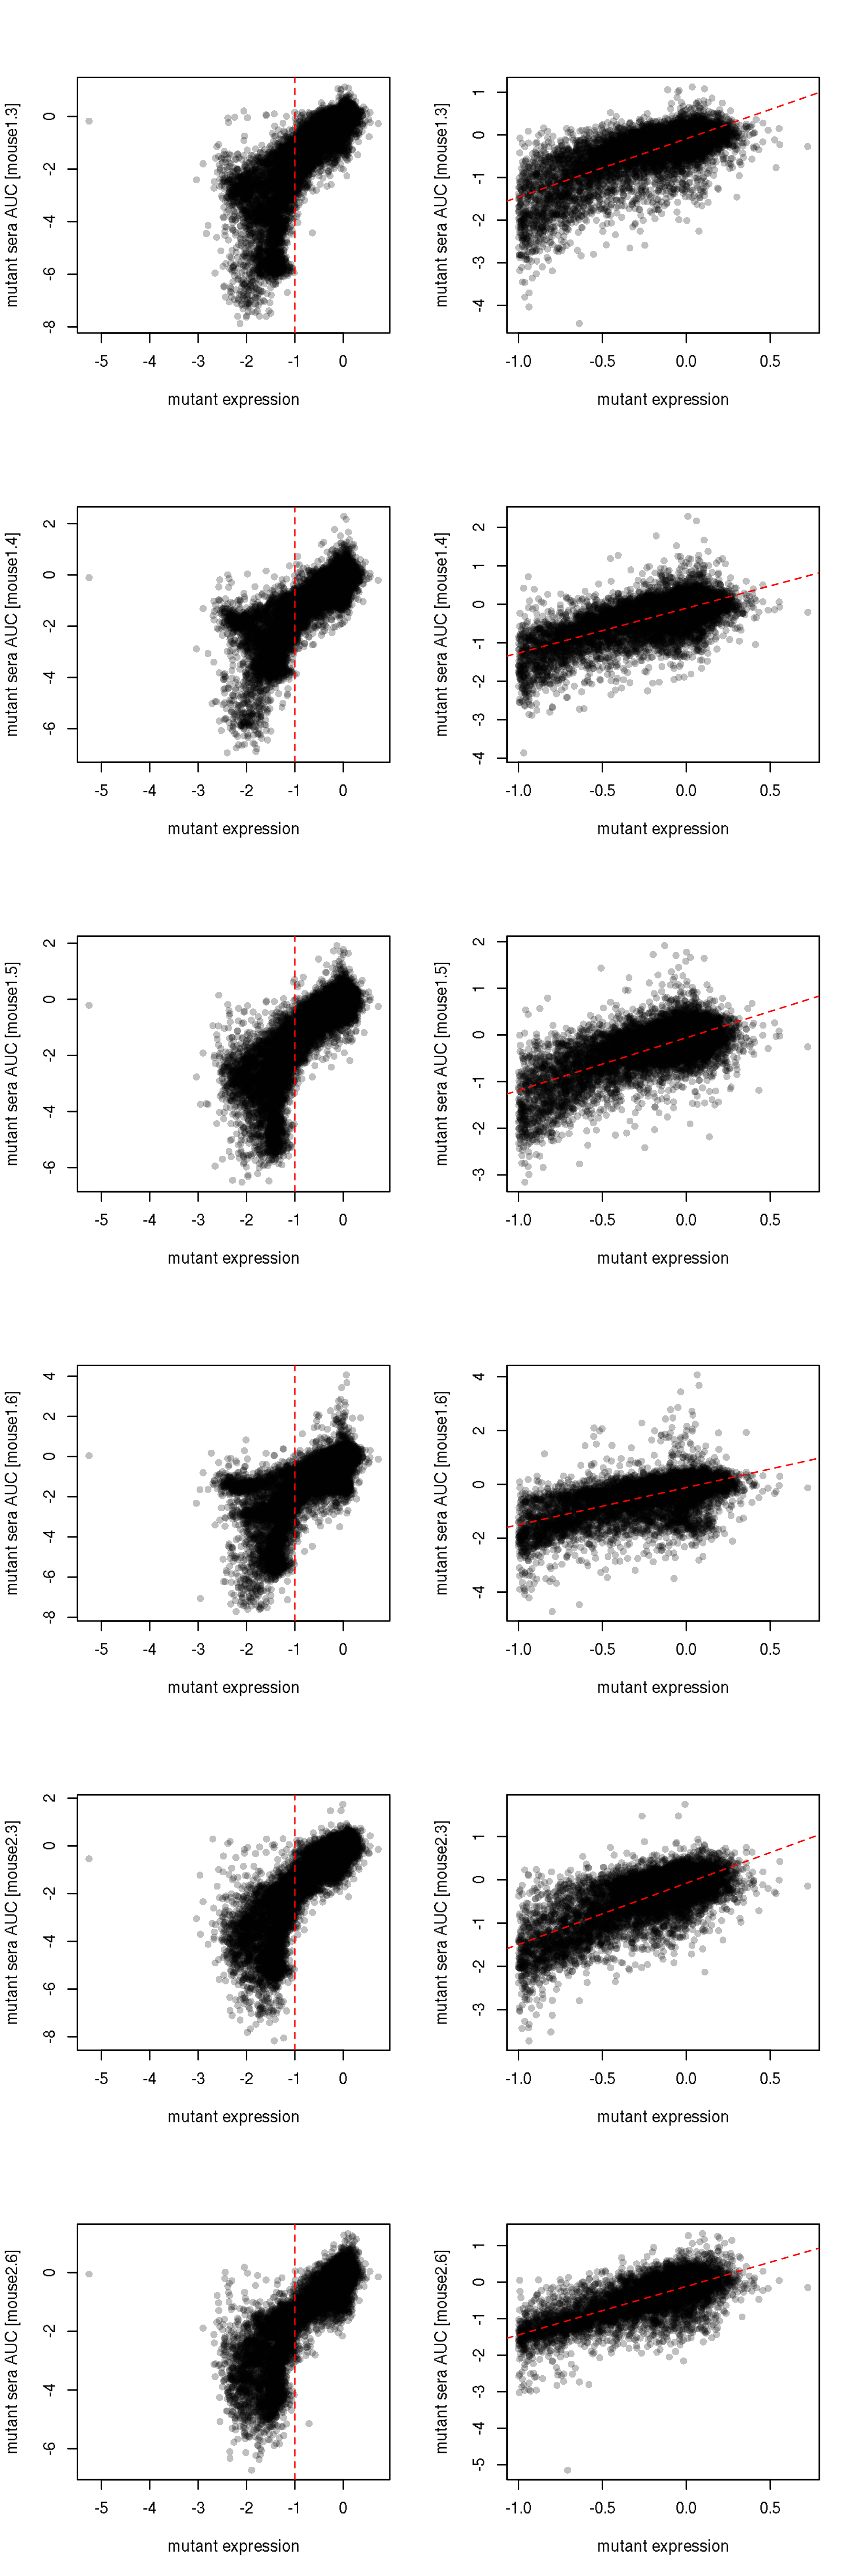 mutant sera AUC [mouse1.3]
0
-2
-4
-6
-8
-5 -4 -3 -2 -1 0
mutant expression
mutant sera AUC [mouse1.3]
1
0
-1
-2
-3
-4
-1.0 -0.5 0.0 0.5
mutant expression
mutant sera AUC [mouse1.4]
2
0
-2
-4
-6
-5 -4 -3 -2 -1 0
mutant expression
mutant sera AUC [mouse1.4]
2
1
0
-1
-2
-3
-4
-1.0 -0.5 0.0 0.5
mutant expression
mutant sera AUC [mouse1.5]
2
0
-2
-4
-6
-5 -4 -3 -2 -1 0
mutant expression
mutant sera AUC [mouse1.5]
2
1
0
-1
-2
-3
-1.0 -0.5 0.0 0.5
mutant expression
mutant sera AUC [mouse1.6]
4
2
0
-2
-4
-6
-8
-5 -4 -3 -2 -1 0
mutant expression
mutant sera AUC [mouse1.6]
4
2
0
-2
-4
-1.0 -0.5 0.0 0.5
mutant expression
mutant sera AUC [mouse2.3]
2
0
-2
-4
-6
-8
-5 -4 -3 -2 -1 0
mutant expression
mutant sera AUC [mouse2.3]
1
0
-1
-2
-3
-1.0 -0.5 0.0 0.5
mutant expression
mutant sera AUC [mouse2.6]
0
-2
-4
-6
-5 -4 -3 -2 -1 0
mutant expression
mutant sera AUC [mouse2.6]
1
0
-1
-2
-3
-4
-5
-1.0 -0.5 0.0 0.5
mutant expression